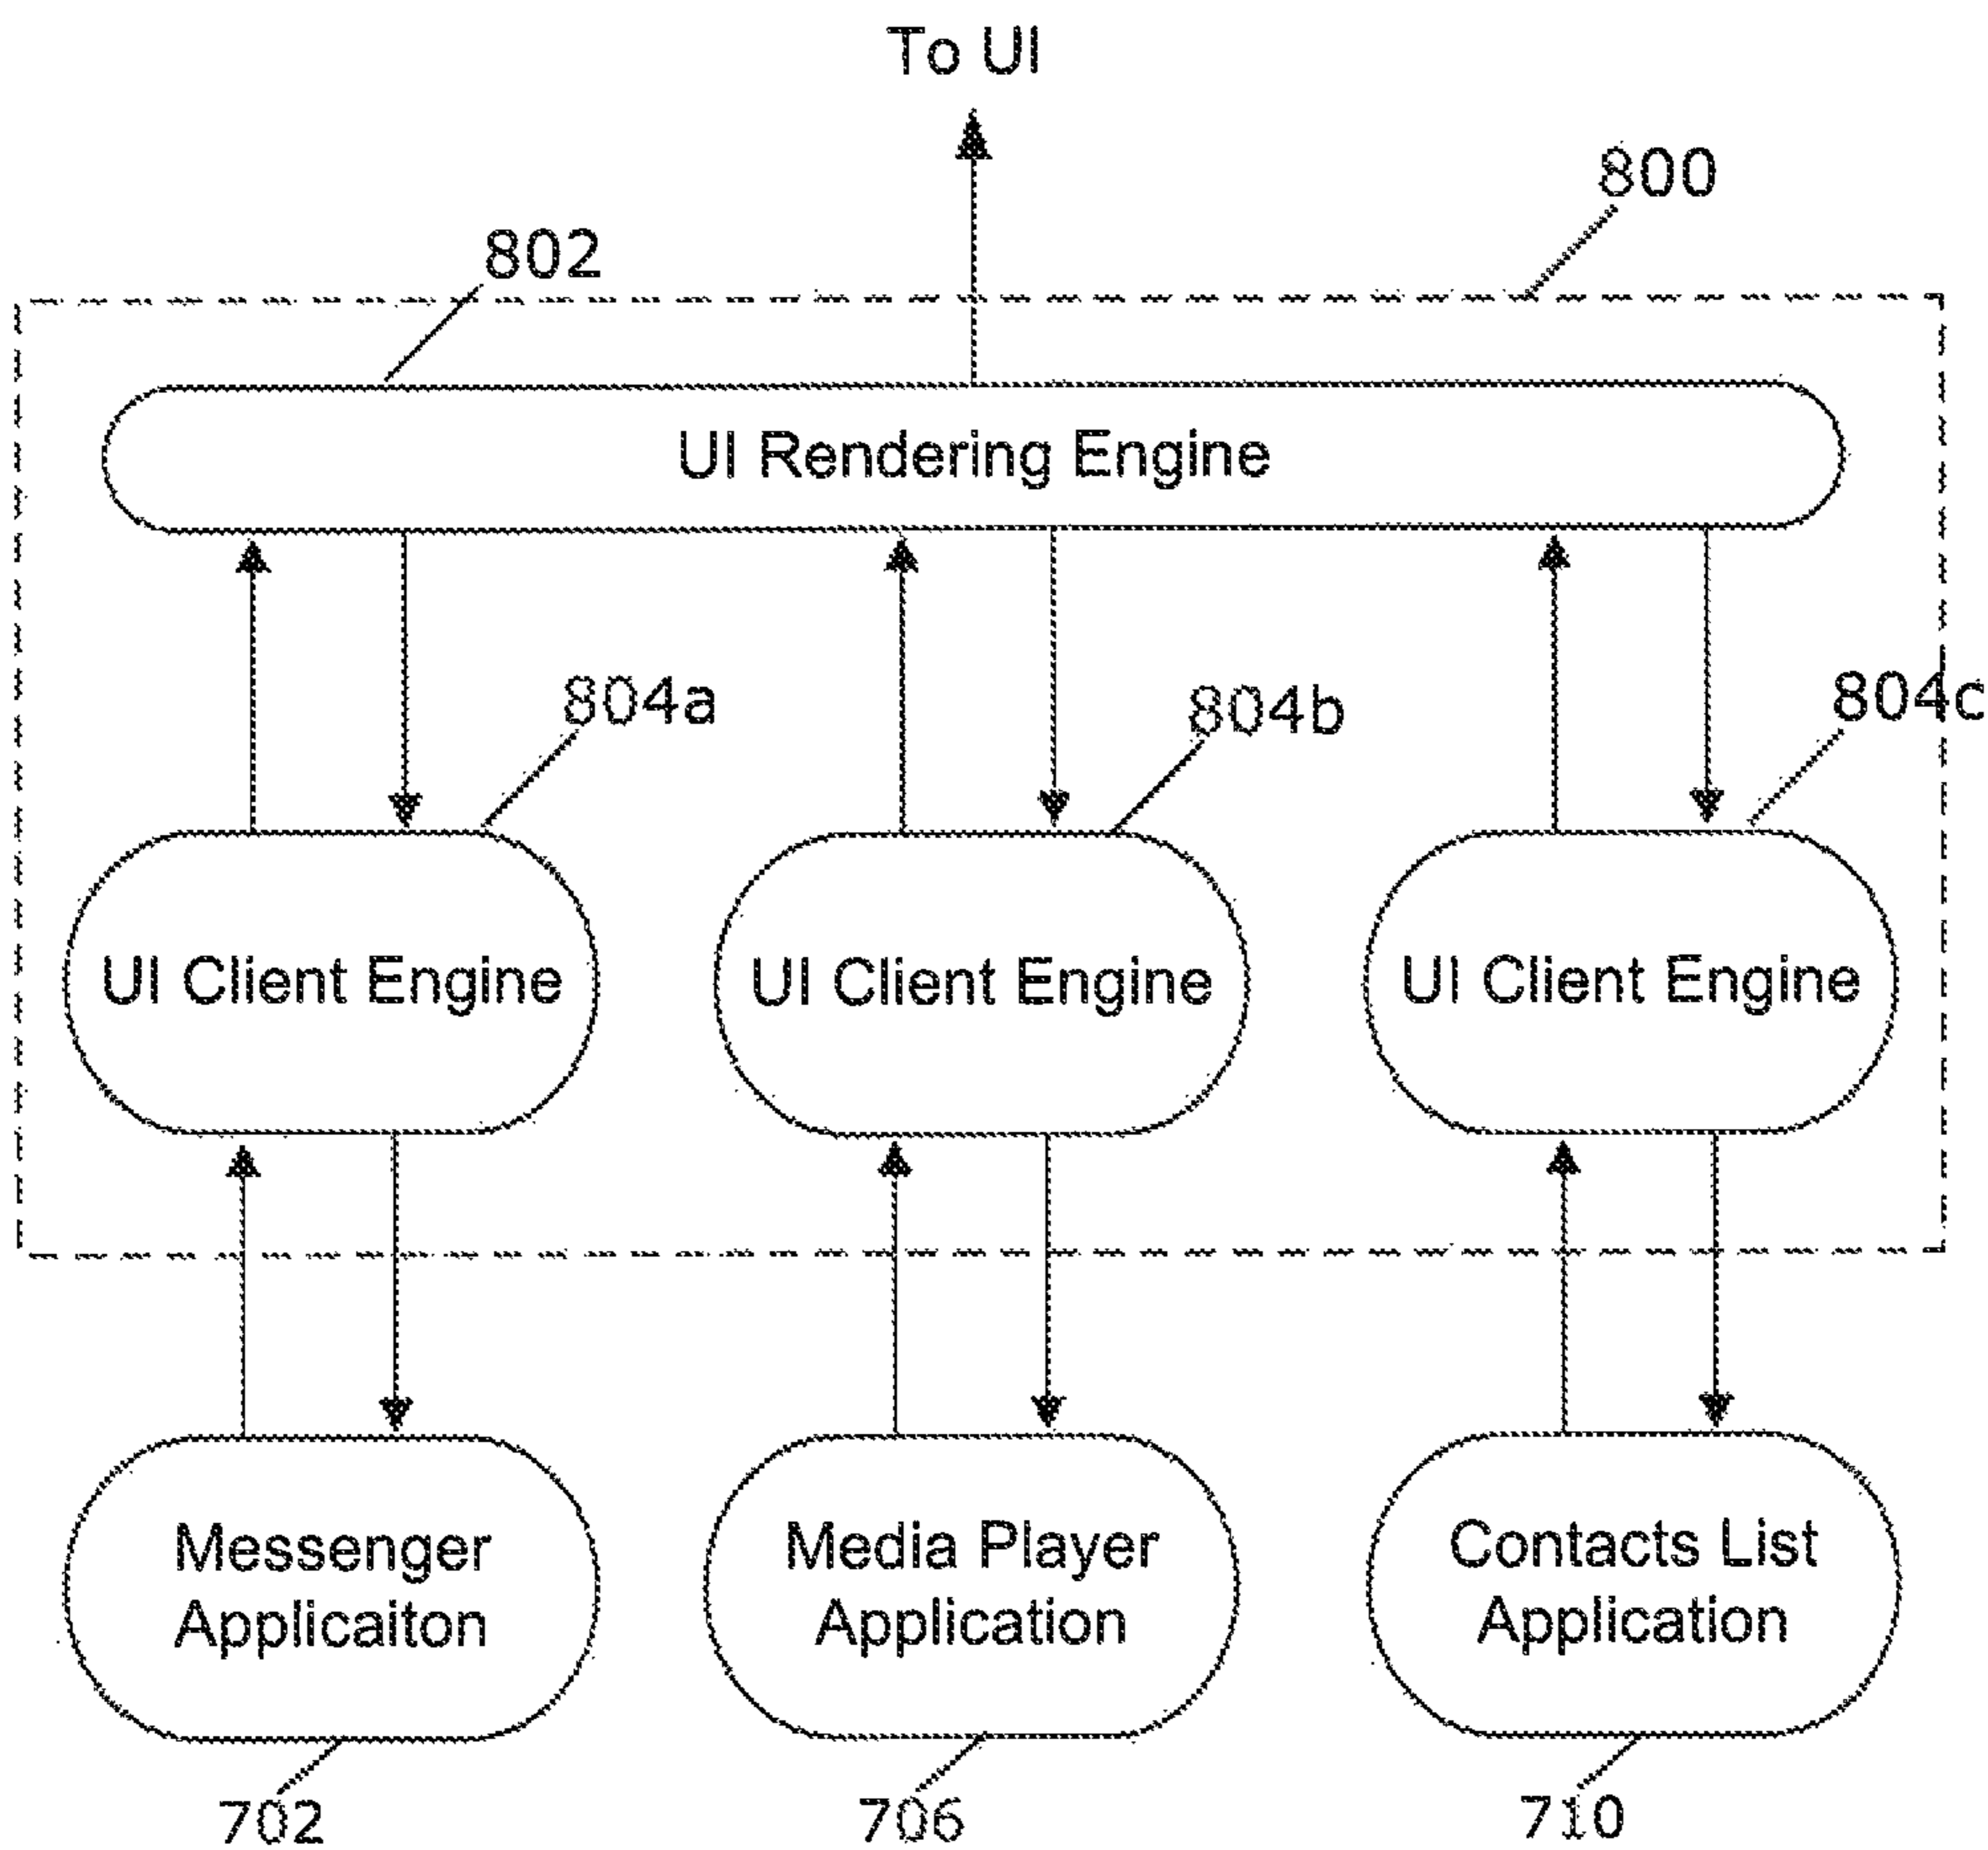 To UI
800
802
UI Rendering Engine
804a
804b
804c
UI Client Engine
UI Client Engine
UI Client Engine
Messenger
Applicaiton
Media Player
Application
Contacts List
Application
702
706
710